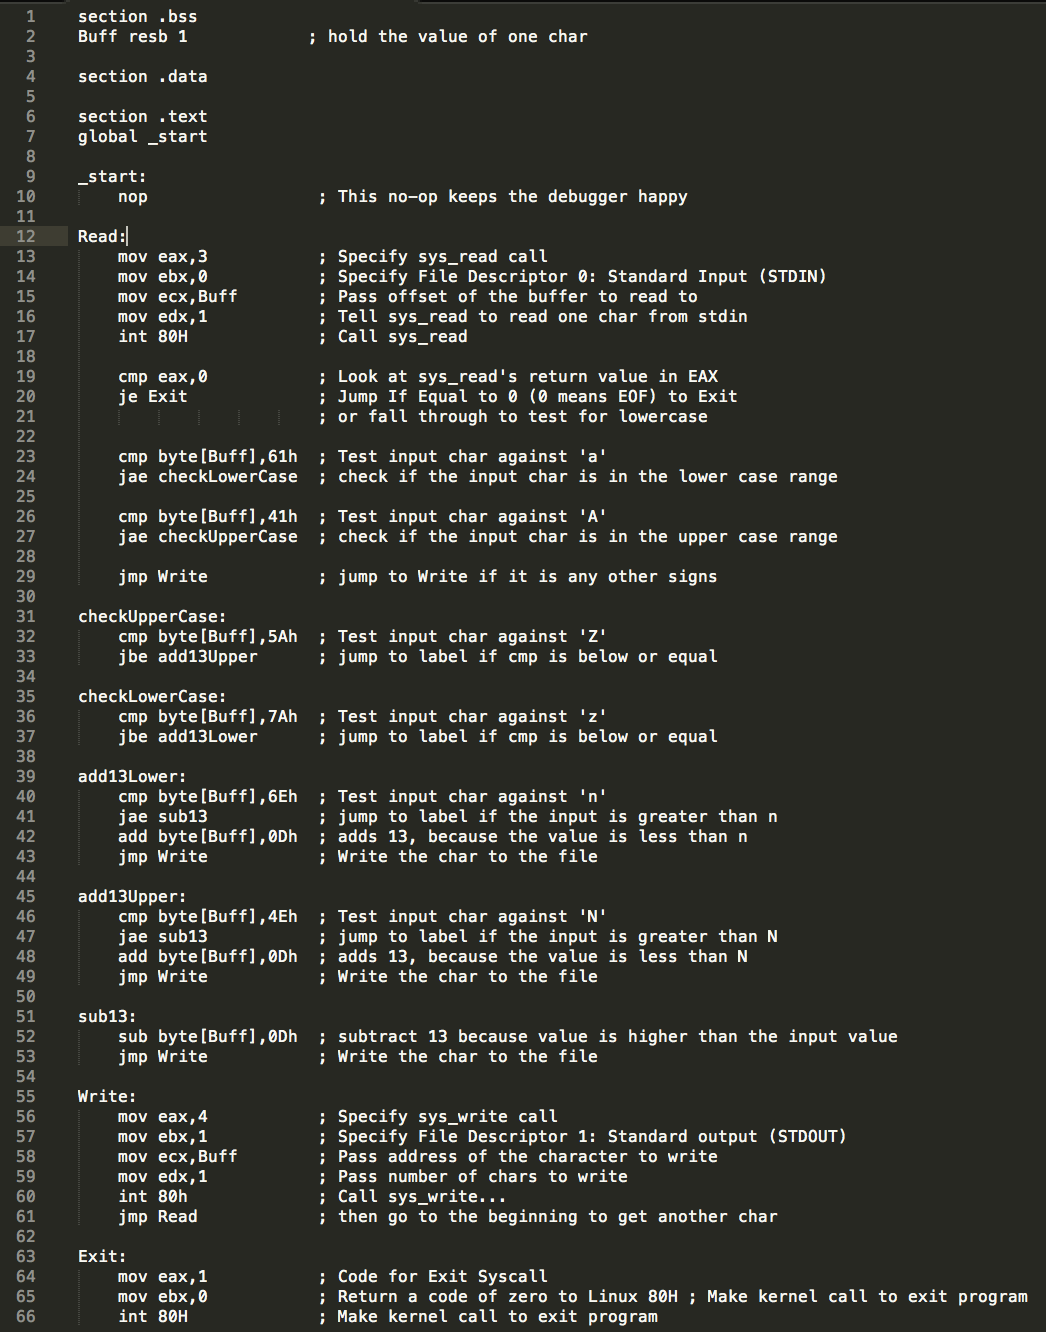 1 section .bss
2 Buff resb 1 ; hold the value of one char
3
4 section .data
5
6 section .text
7 global _start
8
9 _start:
10 nop ; This no-op keeps the debugger happy
11
12 Read:
13 mov eax,3 ; Specify sys_read call
14 mov ebx,0 ; Specify File Descriptor 0: Standard Input (STDIN)
15 mov ecx,Buff ; Pass offset of the buffer to read to
16 mov edx,1 ; Tell sys_read to read one char from stdin
17 int 80H ; Call sys_read
18
19 cmp eax,0 ; Look at sys_read's return value in EAX
20 je Exit ; Jump If Equal to 0 (0 means EOF) to Exit
21 ; or fall through to test for lowercase
22
23 cmp byte[Buff],61h ; Test input char against 'a'
24 jae checkLowerCase ; check if the input char is in the lower case range
25
26 cmp byte[Buff],41h ; Test input char against 'A'
27 jae checkUpperCase ; check if the input char is in the upper case range
28
29 jmp Write ; jump to Write if it is any other signs
30
31 checkUpperCase:
32 cmp byte[Buff],5Ah ; Test input char against 'Z'
33 jbe add13Upper ; jump to label if cmp is below or equal
34
35 checkLowerCase:
36 cmp byte[Buff],7Ah ; Test input char against 'z'
37 jbe add13Lower ; jump to label if cmp is below or equal
38
39 add13Lower:
40 cmp byte[Buff],6Eh ; Test input char against 'n'
41 jae sub13 ; jump to label if the input is greater than n
42 add byte[Buff],0Dh ; adds 13, because the value is less than n
43 jmp Write ; Write the char to the file
44
45 add13Upper:
46 cmp byte[Buff],4Eh ; Test input char against 'N'
47 jae sub13 ; jump to label if the input is greater than N
48 add byte[Buff],0Dh ; adds 13, because the value is less than N
49 jmp Write ; Write the char to the file
50
51 sub13:
52 sub byte[Buff],0Dh ; subtract 13 because value is higher than the input value
53 jmp Write ; Write the char to the file
54
55 Write:
56 mov eax,4 ; Specify sys_write call
57 mov ebx,1 ; Specify File Descriptor 1: Standard output (STDOUT)
58 mov ecx,Buff ; Pass address of the character to write
59 mov edx,1 ; Pass number of chars to write
60 int 80h ; Call sys_write...
61 jmp Read ; then go to the beginning to get another char
62
63 Exit:
64 mov eax,1 ; Code for Exit Syscall
65 mov ebx,0 ; Return a code of zero to Linux 80H ; Make kernel call to exit program
66 int 80H ; Make kernel call to exit program